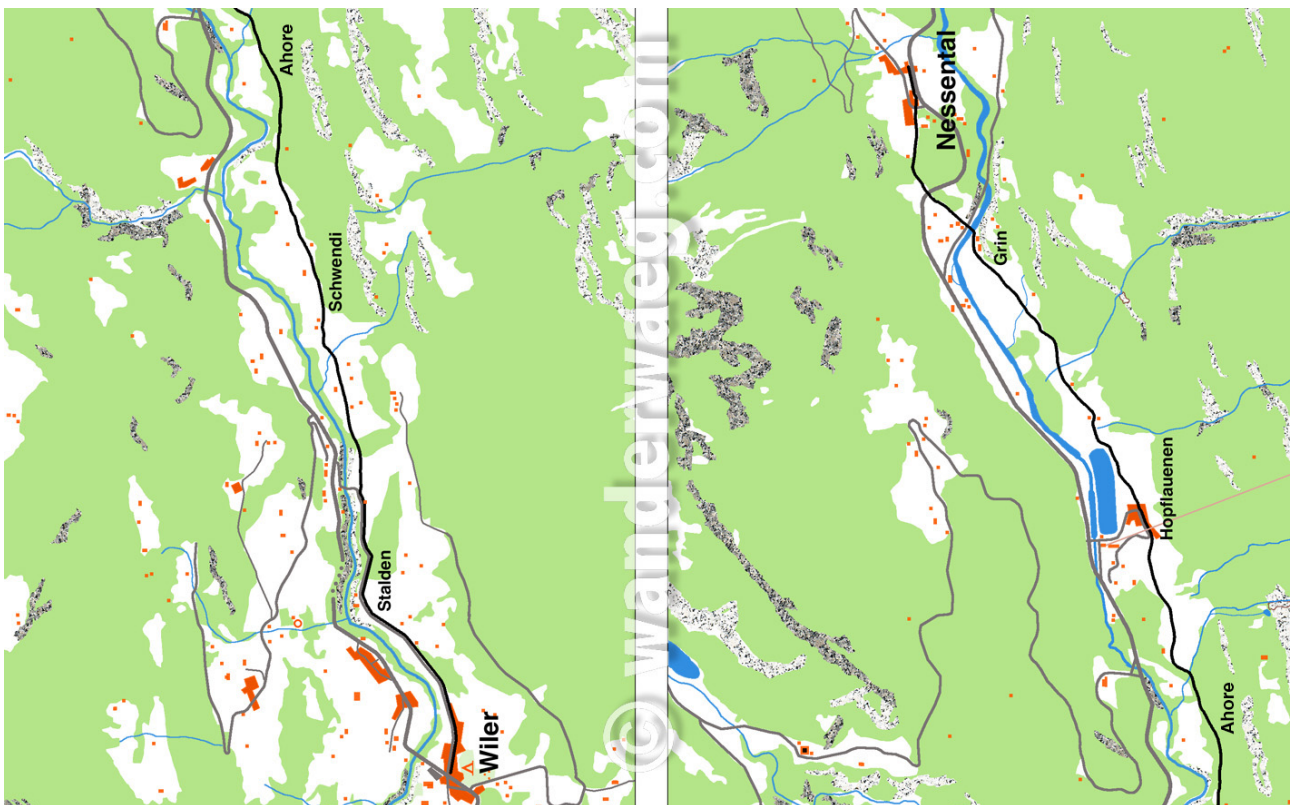 Ahore
Schwendi
Stalden
Wiler
© wanderwaeg.com
Nessental
Grin
Hopflauenen
Ahore